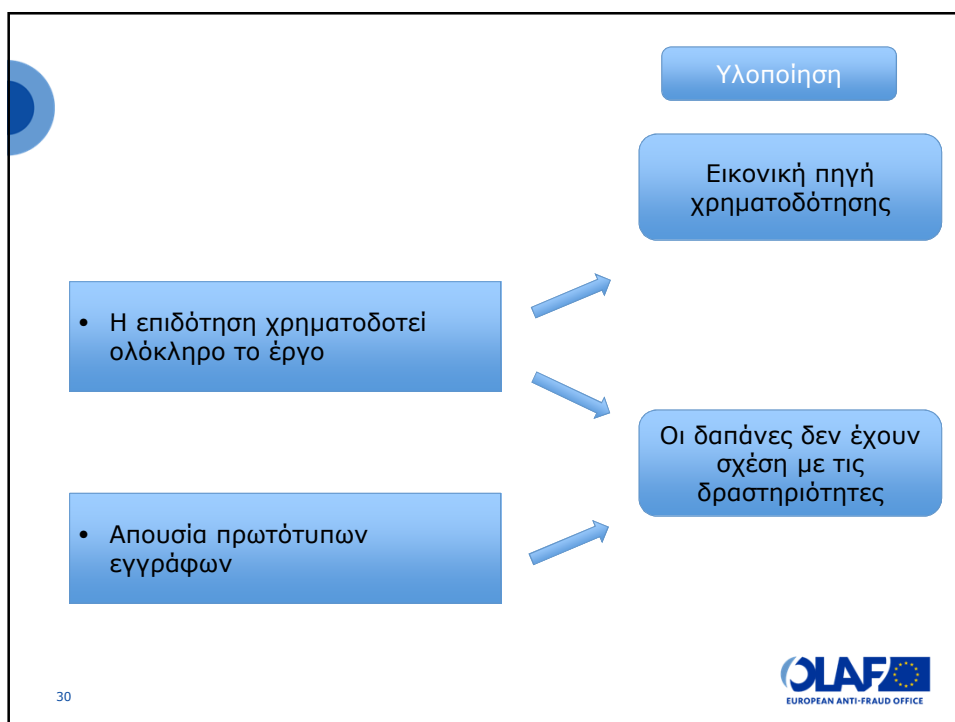 Υλοποίηση
Εικονική πηγή
χρηματοδότησης
• Η επιδότηση χρηματοδοτεί
ολόκληρο το έργο
Οι δαπάνες δεν έχουν
σχέση με τις
δραστηριότητες
• Απουσία πρωτότυπων
εγγράφων
30
OLAF
EUROPEAN ANTI-FRAUD OFFICE